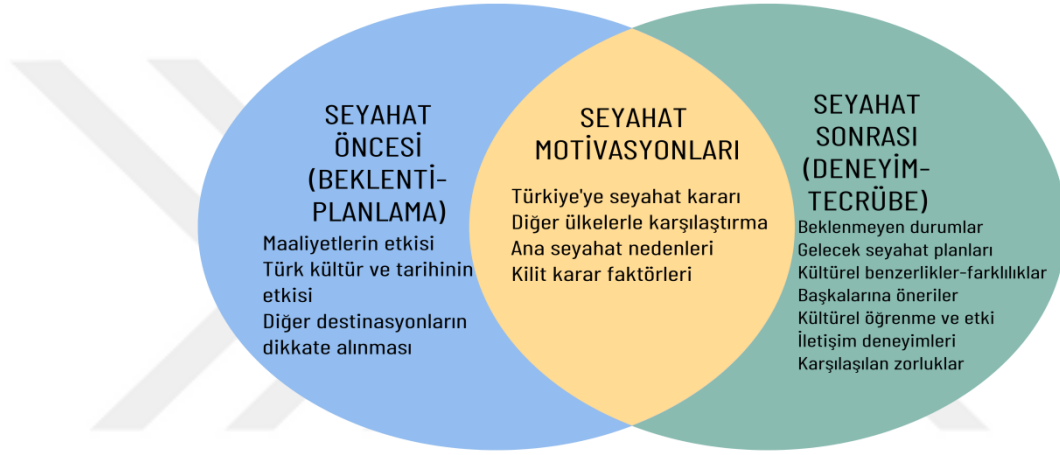 SEYAHAT
ÖNCESİ
(BEKLENTİ-
PLANLAMA)
Maaliyetlerin etkisi
Türk kültür ve tarihinin
etkisi
Diğer destinasyonların
dikkate alınması
SEYAHAT
MOTİVASYONLARI
Türkiye'ye seyahat kararı
Diğer ülkelerle karşılaştırma
Ana seyahat nedenleri
Kilit karar faktörleri
SEYAHAT
SONRASI
(DENEYİM-
TECRÜBE)
Beklenmeyen durumlar
Gelecek seyahat planları
Kültürel benzerlikler-farklılıklar
Başkalarına öneriler
Kültürel öğrenme ve etki
İletişim deneyimleri
Karşılaşılan zorluklar